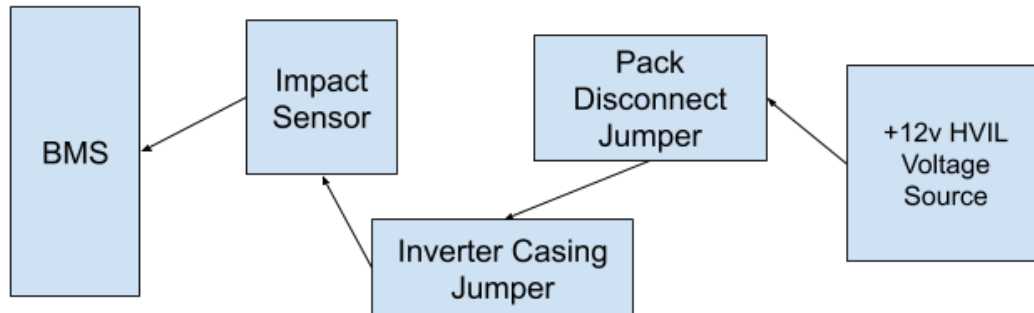 BMS
Impact
Sensor
Pack
Disconnect
Jumper
+12v HVIL
Voltage
Source
Inverter Casing
Jumper